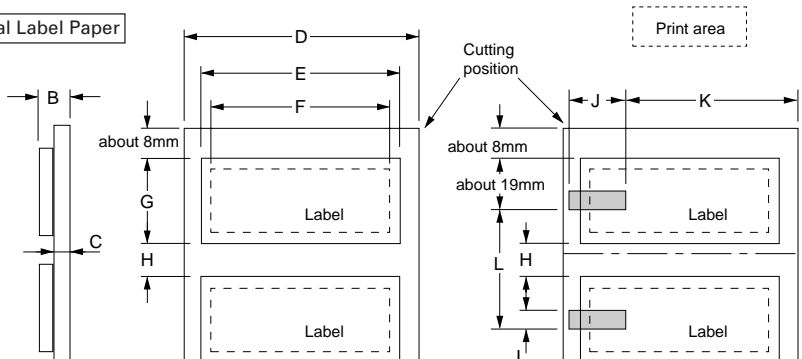 al Label Paper
Print area
D
Cutting
position
E
B
J
K
F
about 8mm
about 8mm
about 19mm
G
Label
Label
C
H
L
H
Label
Label